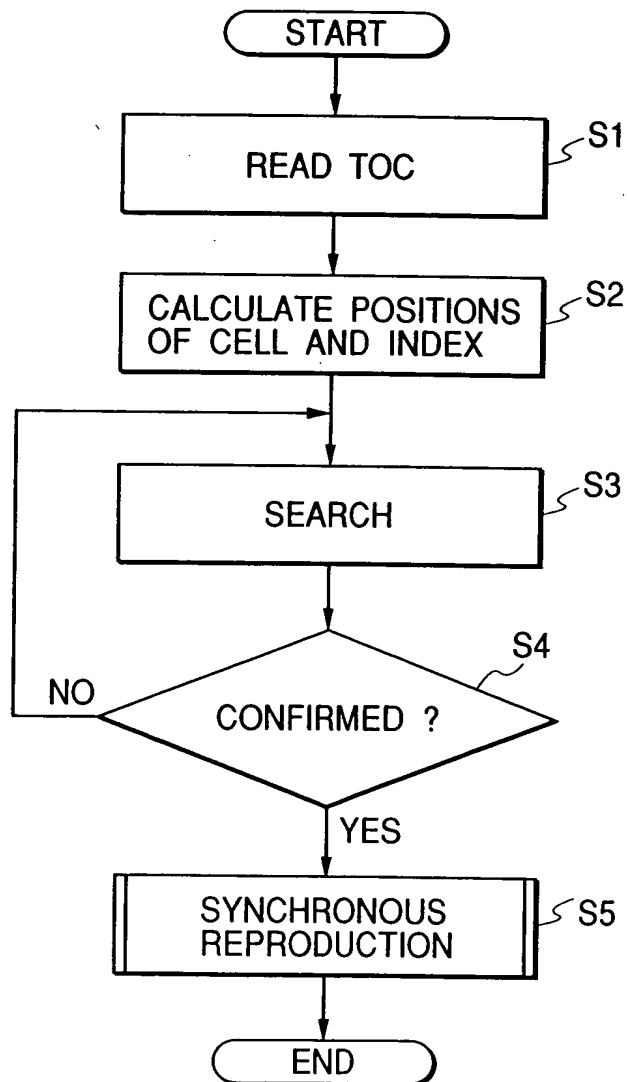 START
READ TOC
S1
CALCULATE POSITIONS
OF CELL AND INDEX
S2
SEARCH
S3
CONFIRMED ?
S4
NO
YES
SYNCHRONOUS
REPRODUCTION
S5
END